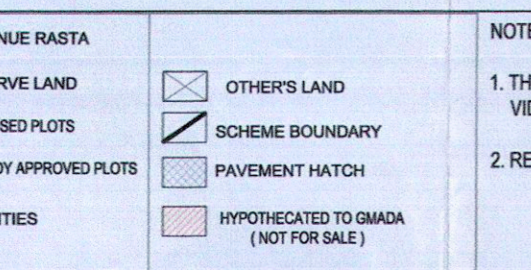 NUE RASTA
RVE LAND
SED PLOTS
DY APPROVED PLOTS
TIES
OTHER'S LAND
SCHEME BOUNDARY
PAVEMENT HATCH
HYPOTHECATED TO GMADA
( NOT FOR SALE )
NOTE
1. TH
VID
2. RE